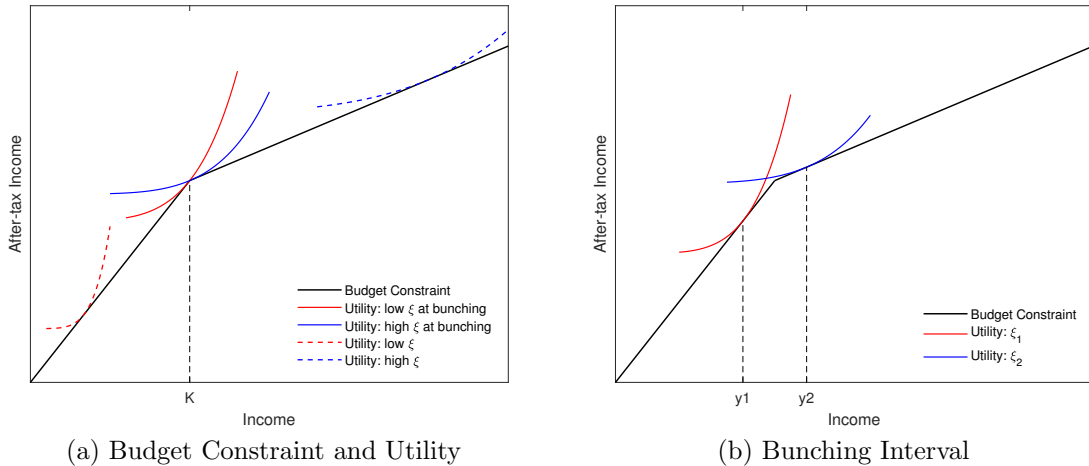 After-tax Income
Budget Constraint
Utility: low ξ at bunching
Utility: high ξ at bunching
Utility: low ξ
Utility: high ξ
K
Income
(a) Budget Constraint and Utility
After-tax Income
Budget Constraint
Utility: ξ₁
Utility: ξ₂
y1 y2
Income
(b) Bunching Interval